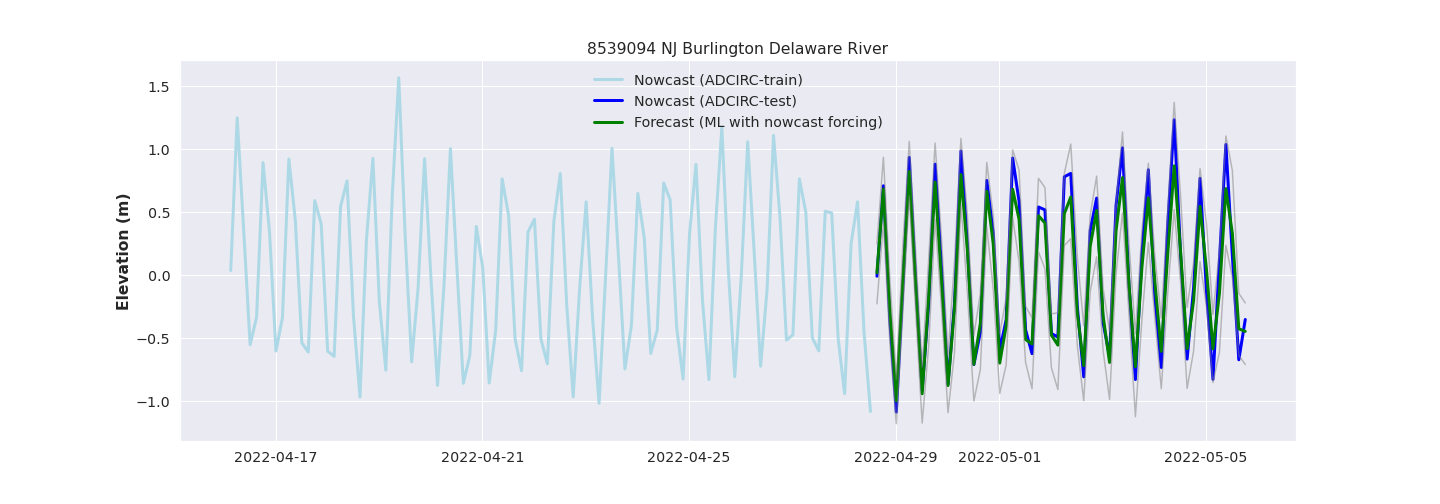 8539094 NJ Burlington Delaware River
Nowcast (ADCIRC-train)
Nowcast (ADCIRC-test)
Forecast (ML with nowcast forcing)
Elevation (m)
1.5
1.0
0.5
0.0
−0.5
−1.0
2022-04-17 2022-04-21 2022-04-25 2022-04-29 2022-05-01 2022-05-05